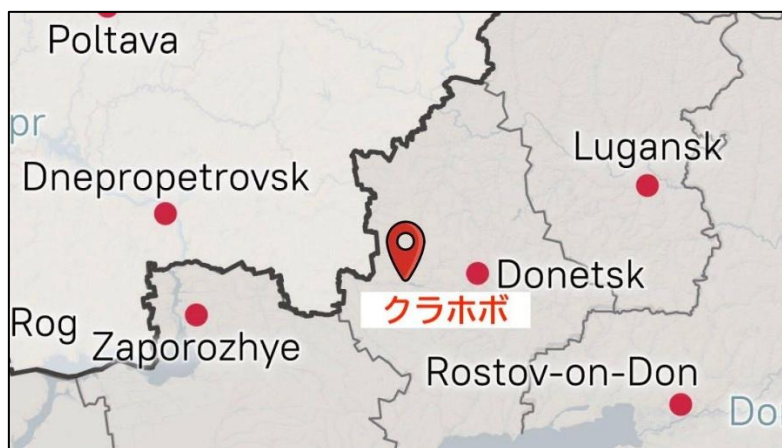 Poltava
pr
Dnepropetrovsk
Lugansk
Donetsk
クラホボ
Rog
Zaporozhye
Rostov-on-Don
Do